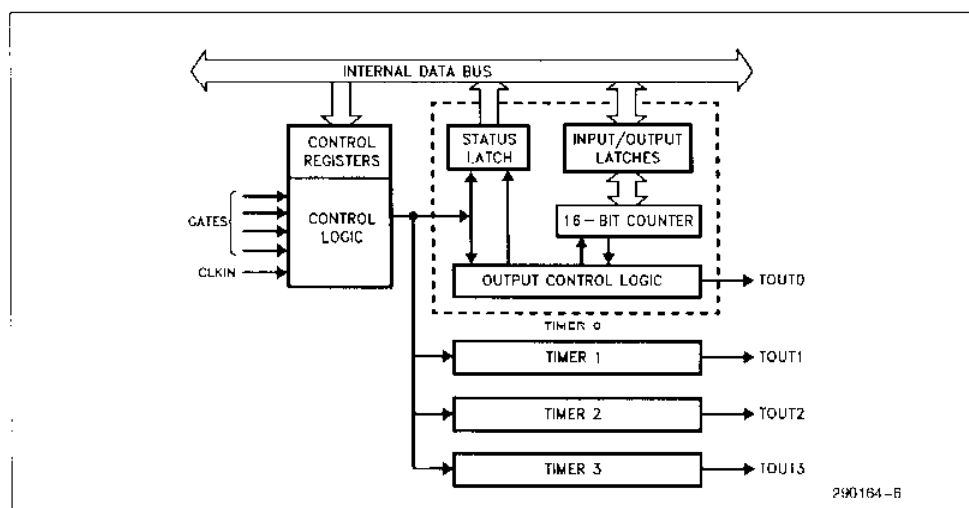 INTERNAL DATA BUS
CONTROL
REGISTERS
CONTROL
LOGIC
GATES
CLKIN
STATUS
LATCH
INPUT/OUTPUT
LATCHES
16-BIT COUNTER
OUTPUT CONTROL LOGIC
TOUT0
TIMER 0
TIMER 1
TOUT1
TIMER 2
TOUT2
TIMER 3
TOUT3
290164-6